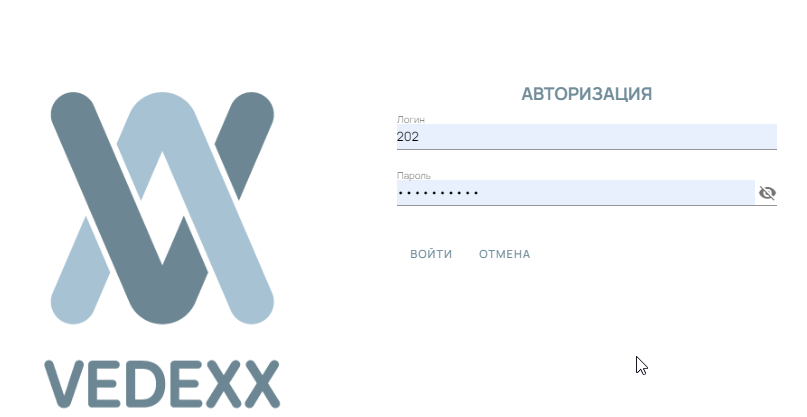 АВТОРИЗАЦИЯ
Логин
202
Пароль
••••••••••
ВОЙТИ ОТМЕНА
VEDEXX